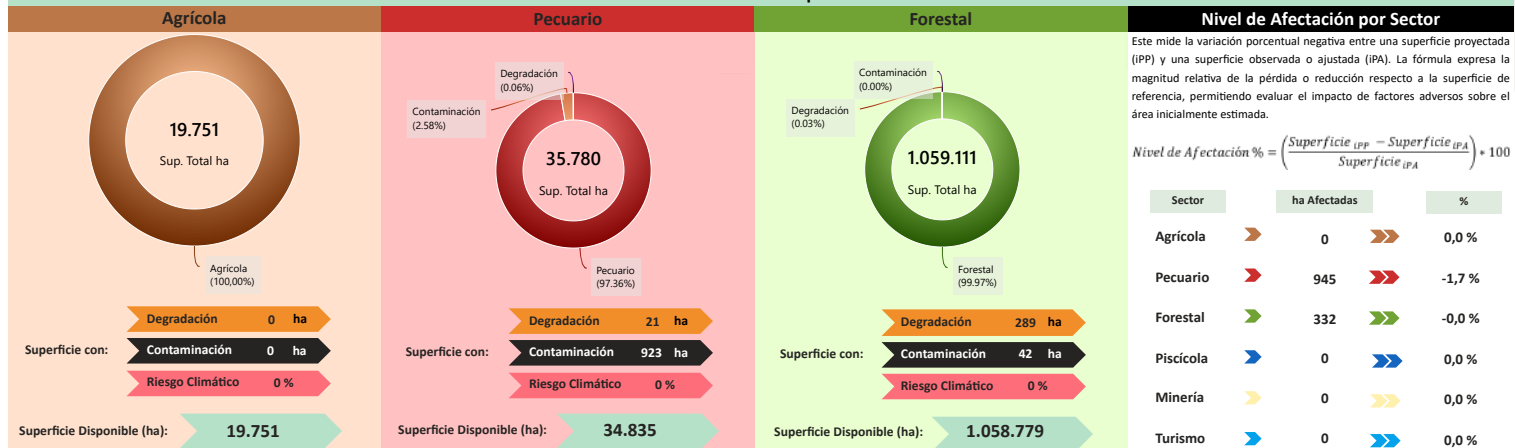 Agrícola
19.751
Sup. Total ha
Agrícola
(100,00%)
Degradación 0 ha
Superficie con: Contaminación 0 ha
Riesgo Climático 0 %
Superficie Disponible (ha): 19.751
Pecuario
Degradación
(0.06%)
Contaminación
(2.58%)
35.780
Sup. Total ha
Pecuario
(97.36%)
Degradación 21 ha
Superficie con: Contaminación 923 ha
Riesgo Climático 0 %
Superficie Disponible (ha): 34.835
Forestal
Contaminación
(0.00%)
Degradación
(0.03%)
1.059.111
Sup. Total ha
Forestal
(99.97%)
Degradación 289 ha
Superficie con: Contaminación 42 ha
Riesgo Climático 0 %
Superficie Disponible (ha): 1.058.779
Nivel de Afectación por Sector
Este mide la variación porcentual negativa entre una superficie proyectada
(iPP) y una superficie observada o ajustada (iPA). La fórmula expresa la
magnitud relativa de la pérdida o reducción respecto a la superficie de
referencia, permitiendo evaluar el impacto de factores adversos sobre el
área inicialmente estimada.
Nivel de Afectación % = (Superficie iPP − Superficie iPA / Superficie iPA) * 100
Sector ha Afectadas %
Agrícola 0 0,0 %
Pecuario 945 -1,7 %
Forestal 332 -0,0 %
Piscícola 0 0,0 %
Minería 0 0,0 %
Turismo 0 0,0 %